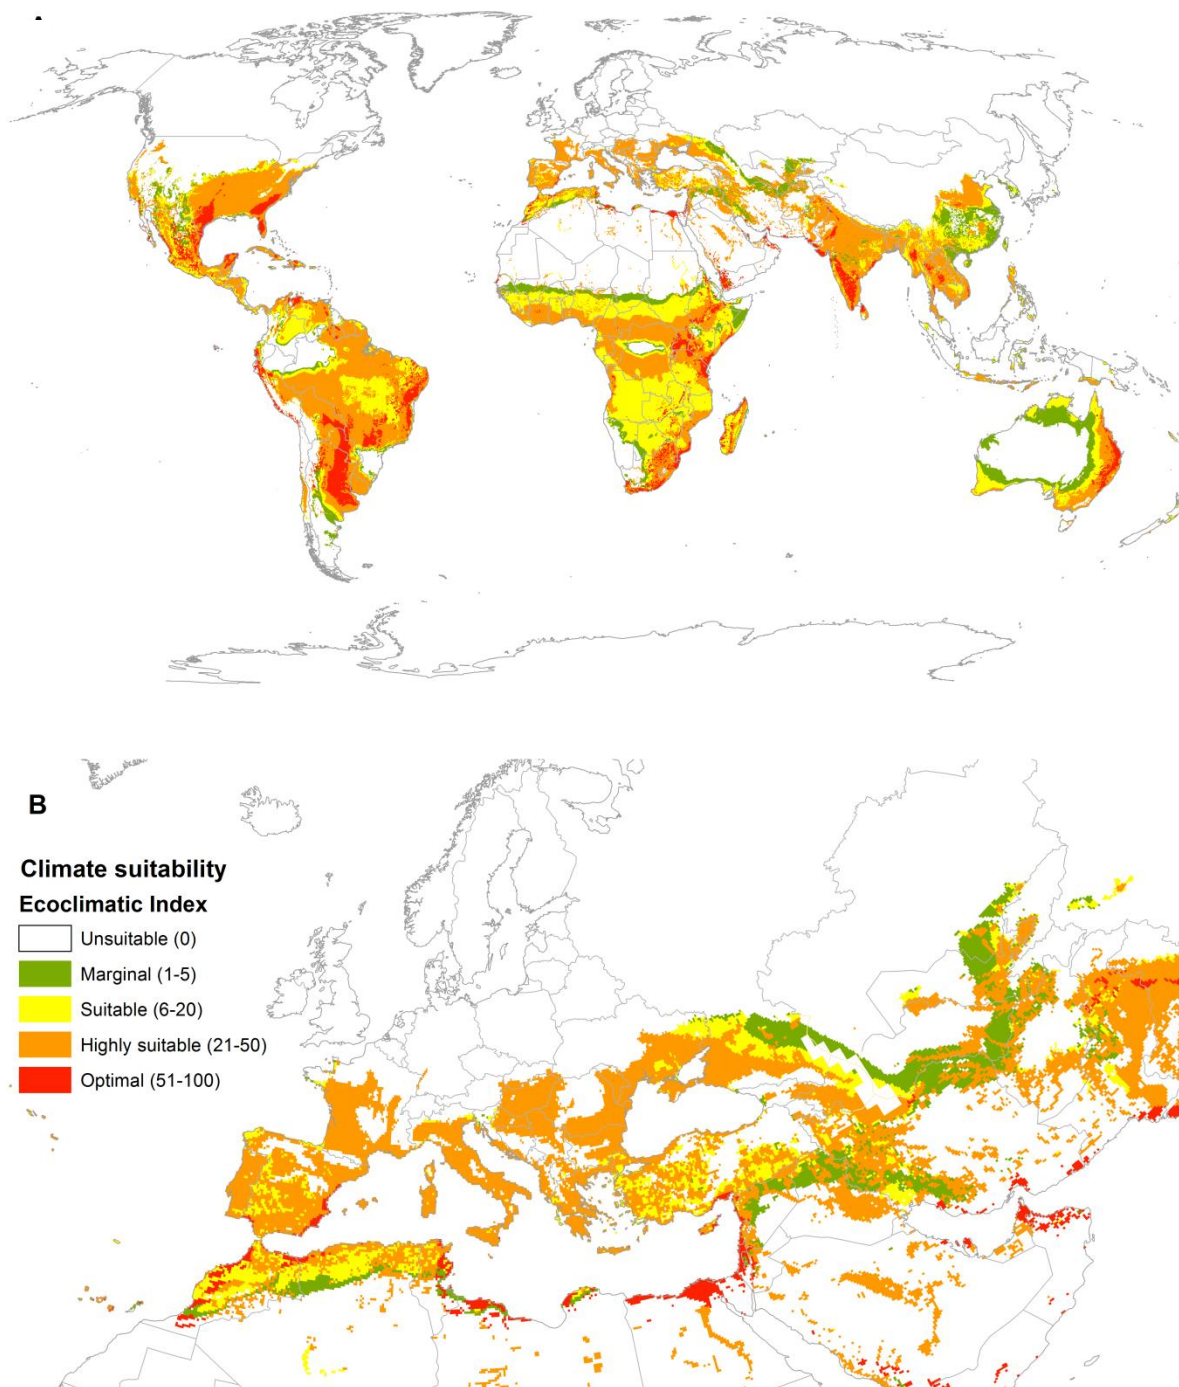 B
Climate suitability
Ecoclimatic Index
Unsuitable (0)
Marginal (1-5)
Suitable (6-20)
Highly suitable (21-50)
Optimal (51-100)